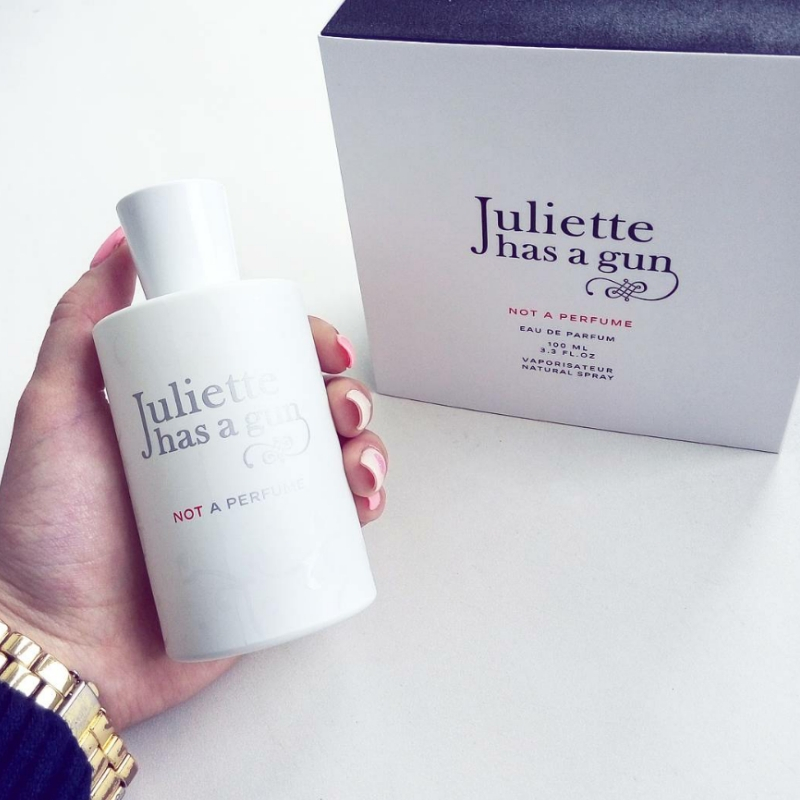 Juliette
has a gun
NOT A PERFUME
EAU DE PARFUM
100 ML
3.3 FL.OZ
VAPORISATEUR
NATURAL SPRAY
Juliette
has a gun
NOT A PERFUME